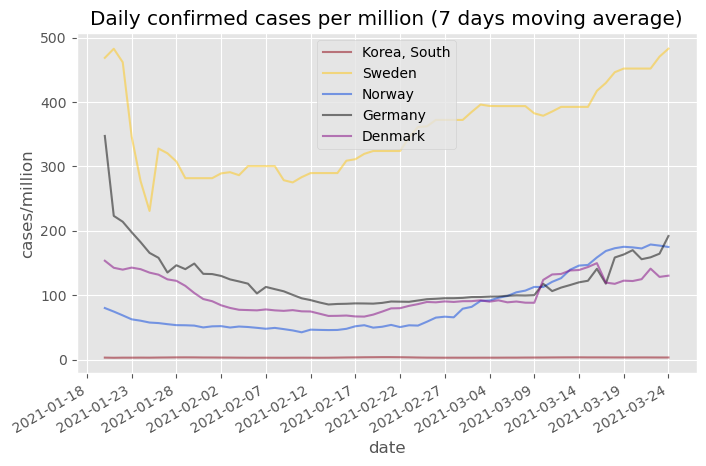 Daily confirmed cases per million (7 days moving average)
500
400
300
200
100
0
cases/million
Korea, South
Sweden
Norway
Germany
Denmark
2021-01-18
2021-01-23
2021-01-28
2021-02-02
2021-02-07
2021-02-12
2021-02-17
2021-02-22
2021-02-27
2021-03-04
2021-03-09
2021-03-14
2021-03-19
2021-03-24
date